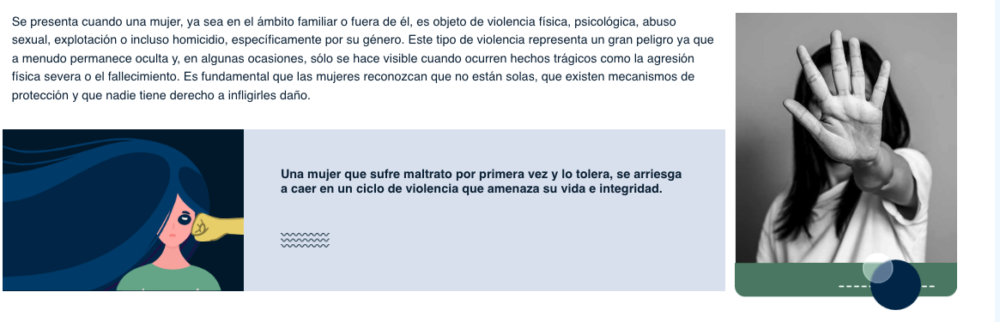 Se presenta cuando una mujer, ya sea en el ámbito familiar o fuera de él, es objeto de violencia física, psicológica, abuso
sexual, explotación o incluso homicidio, específicamente por su género. Este tipo de violencia representa un gran peligro ya que
a menudo permanece oculta y, en algunas ocasiones, sólo se hace visible cuando ocurren hechos trágicos como la agresión
física severa o el fallecimiento. Es fundamental que las mujeres reconozcan que no están solas, que existen mecanismos de
protección y que nadie tiene derecho a infligirles daño.
Una mujer que sufre maltrato por primera vez y lo tolera, se arriesga
a caer en un ciclo de violencia que amenaza su vida e integridad.